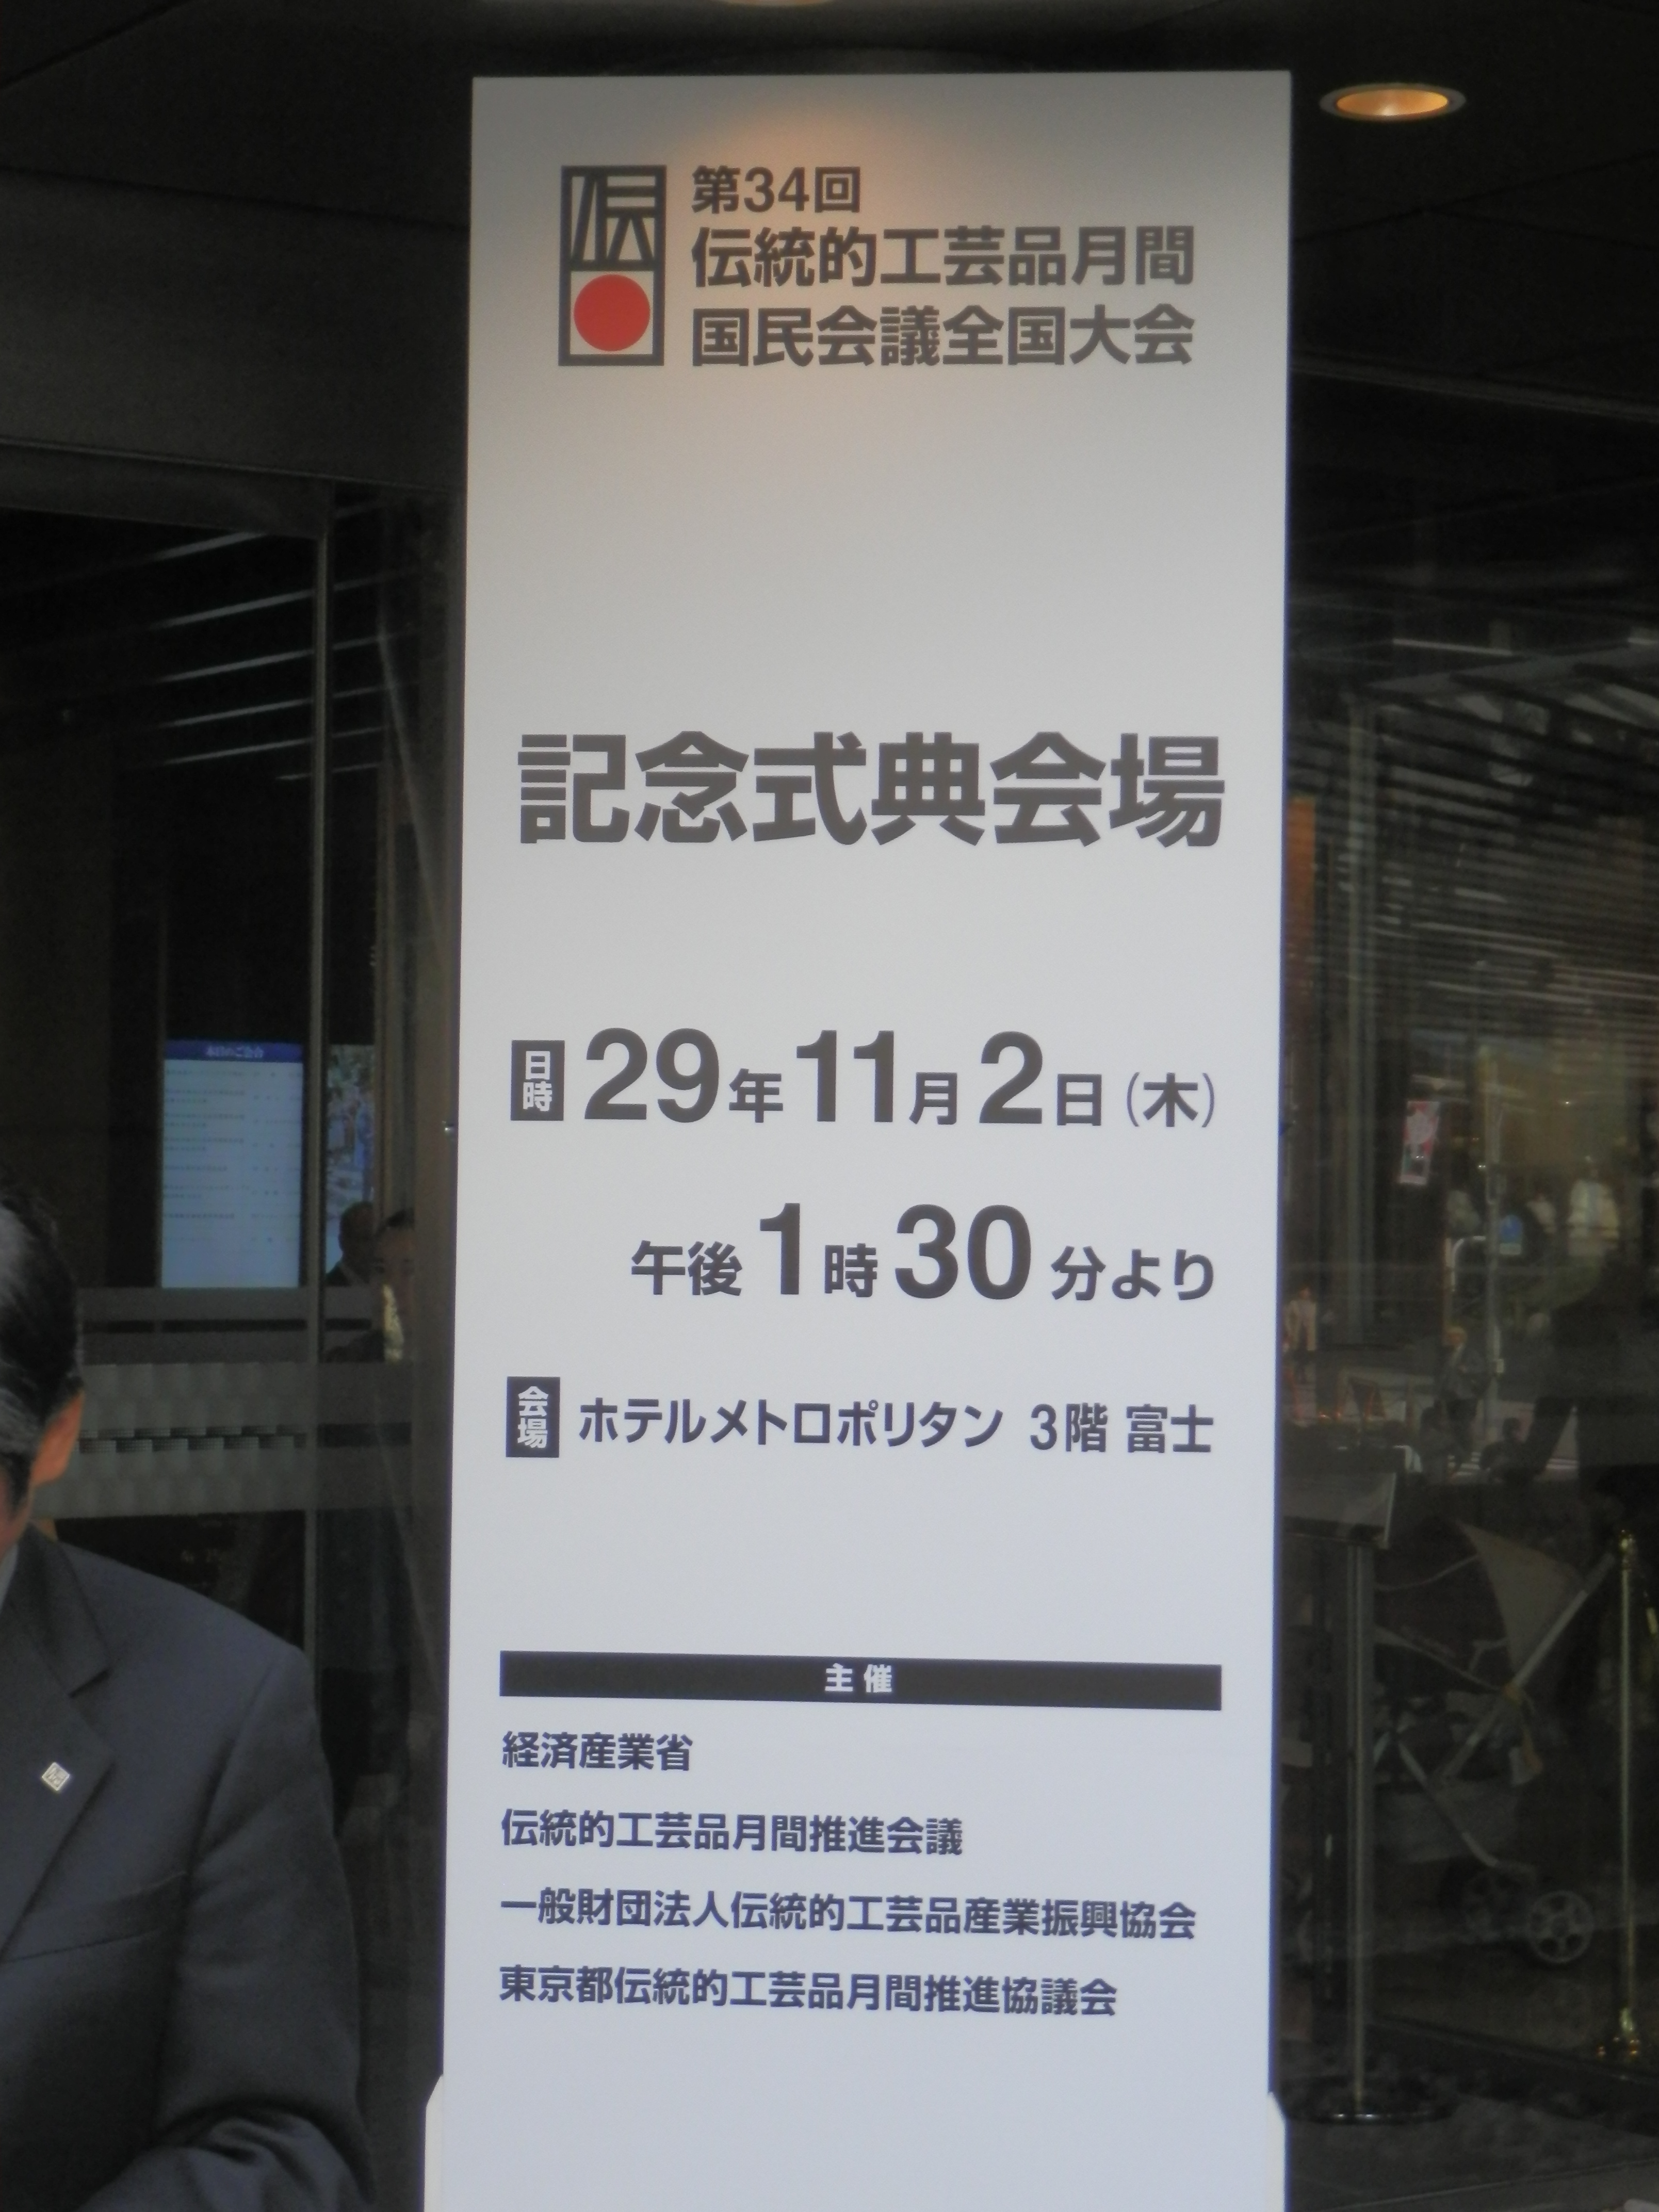 伝
第34回
伝統的工芸品月間
国民会議全国大会
記念式典会場
日時 29年11月2日(木)
午後1時30分より
会場 ホテルメトロポリタン 3階 富士
主催
経済産業省
伝統的工芸品月間推進会議
一般財団法人伝統的工芸品産業振興協会
東京都伝統的工芸品月間推進協議会
本日のご会合